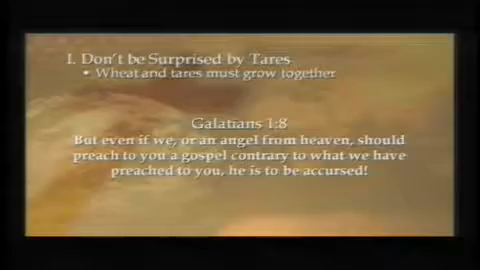 I. Don't be Surprised by Tares
• Wheat and tares must grow together
Galatians 1:8
But even if we, or an angel from heaven, should
preach to you a gospel contrary to what we have
preached to you, he is to be accursed!